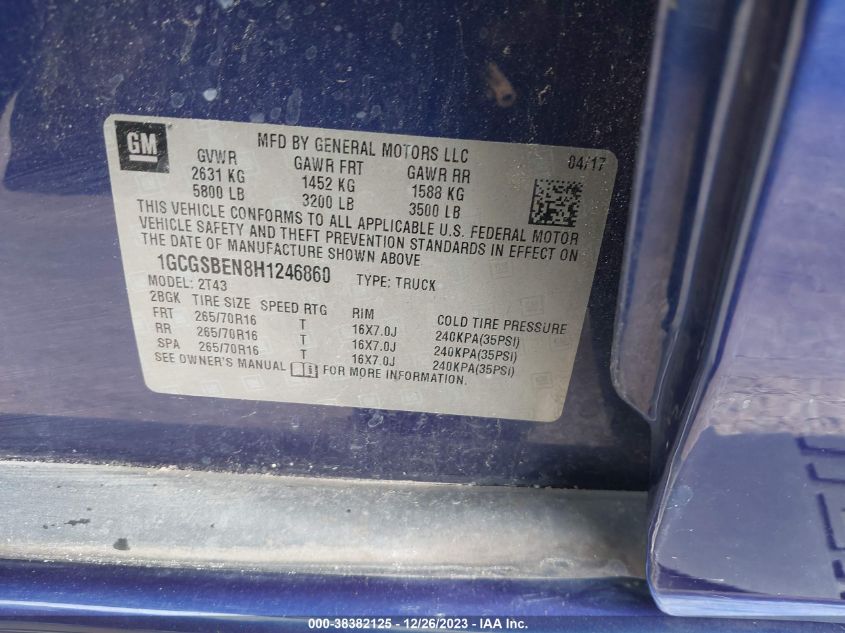 GM
MFD BY GENERAL MOTORS LLC
04/17
GVWR GAWR FRT GAWR RR
2631 KG 1452 KG 1588 KG
5800 LB 3200 LB 3500 LB
THIS VEHICLE CONFORMS TO ALL APPLICABLE U.S. FEDERAL MOTOR
VEHICLE SAFETY AND THEFT PREVENTION STANDARDS IN EFFECT ON
THE DATE OF MANUFACTURE SHOWN ABOVE
1GCGSBEN8H1246860 TYPE: TRUCK
MODEL: 2T43
2BGK TIRE SIZE SPEED RTG RIM COLD TIRE PRESSURE
FRT 265/70R16 T 16X7.0J 240KPA(35PSI)
RR 265/70R16 T 16X7.0J 240KPA(35PSI)
SPA 265/70R16 T 16X7.0J 240KPA(35PSI)
SEE OWNER'S MANUAL FOR MORE INFORMATION.
000-38382125 - 12/26/2023 - IAA Inc.